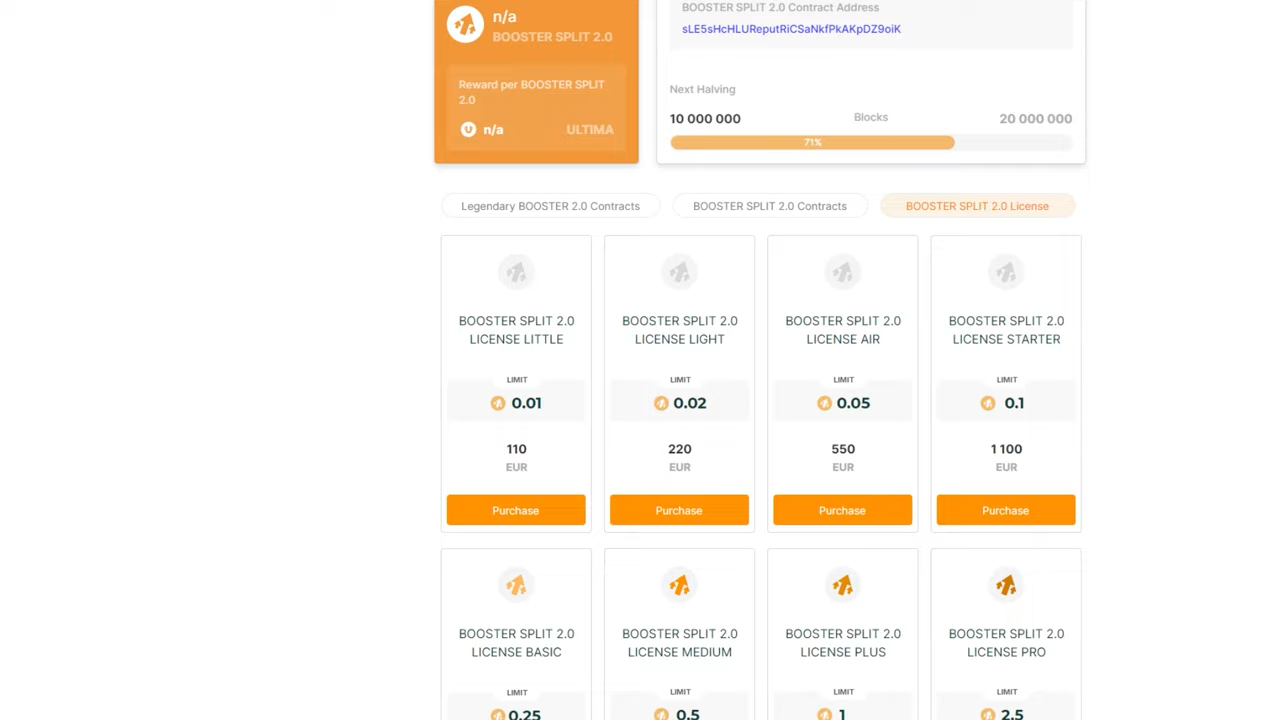 n/a
BOOSTER SPLIT 2.0
Reward per BOOSTER SPLIT
2.0
n/a ULTIMA
BOOSTER SPLIT 2.0 Contract Address
sLE5sHcHLUReputRiCSaNkfPkAKpDZ9oiK
Next Halving
10 000 000 Blocks 20 000 000
71%
Legendary BOOSTER 2.0 Contracts BOOSTER SPLIT 2.0 Contracts BOOSTER SPLIT 2.0 License
BOOSTER SPLIT 2.0
LICENSE LITTLE
LIMIT
0.01
110
EUR
Purchase
BOOSTER SPLIT 2.0
LICENSE LIGHT
LIMIT
0.02
220
EUR
Purchase
BOOSTER SPLIT 2.0
LICENSE AIR
LIMIT
0.05
550
EUR
Purchase
BOOSTER SPLIT 2.0
LICENSE STARTER
LIMIT
0.1
1 100
EUR
Purchase
BOOSTER SPLIT 2.0
LICENSE BASIC
LIMIT
0.25
BOOSTER SPLIT 2.0
LICENSE MEDIUM
LIMIT
0.5
BOOSTER SPLIT 2.0
LICENSE PLUS
LIMIT
1
BOOSTER SPLIT 2.0
LICENSE PRO
LIMIT
2.5